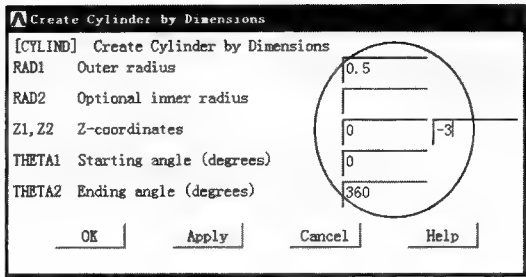 Create Cylinder by Dimensions
[CYLIND] Create Cylinder by Dimensions
RAD1 Outer radius 0.5
RAD2 Optional inner radius
Z1,Z2 Z-coordinates 0 -3
THETA1 Starting angle (degrees) 0
THETA2 Ending angle (degrees) 360
OK Apply Cancel Help